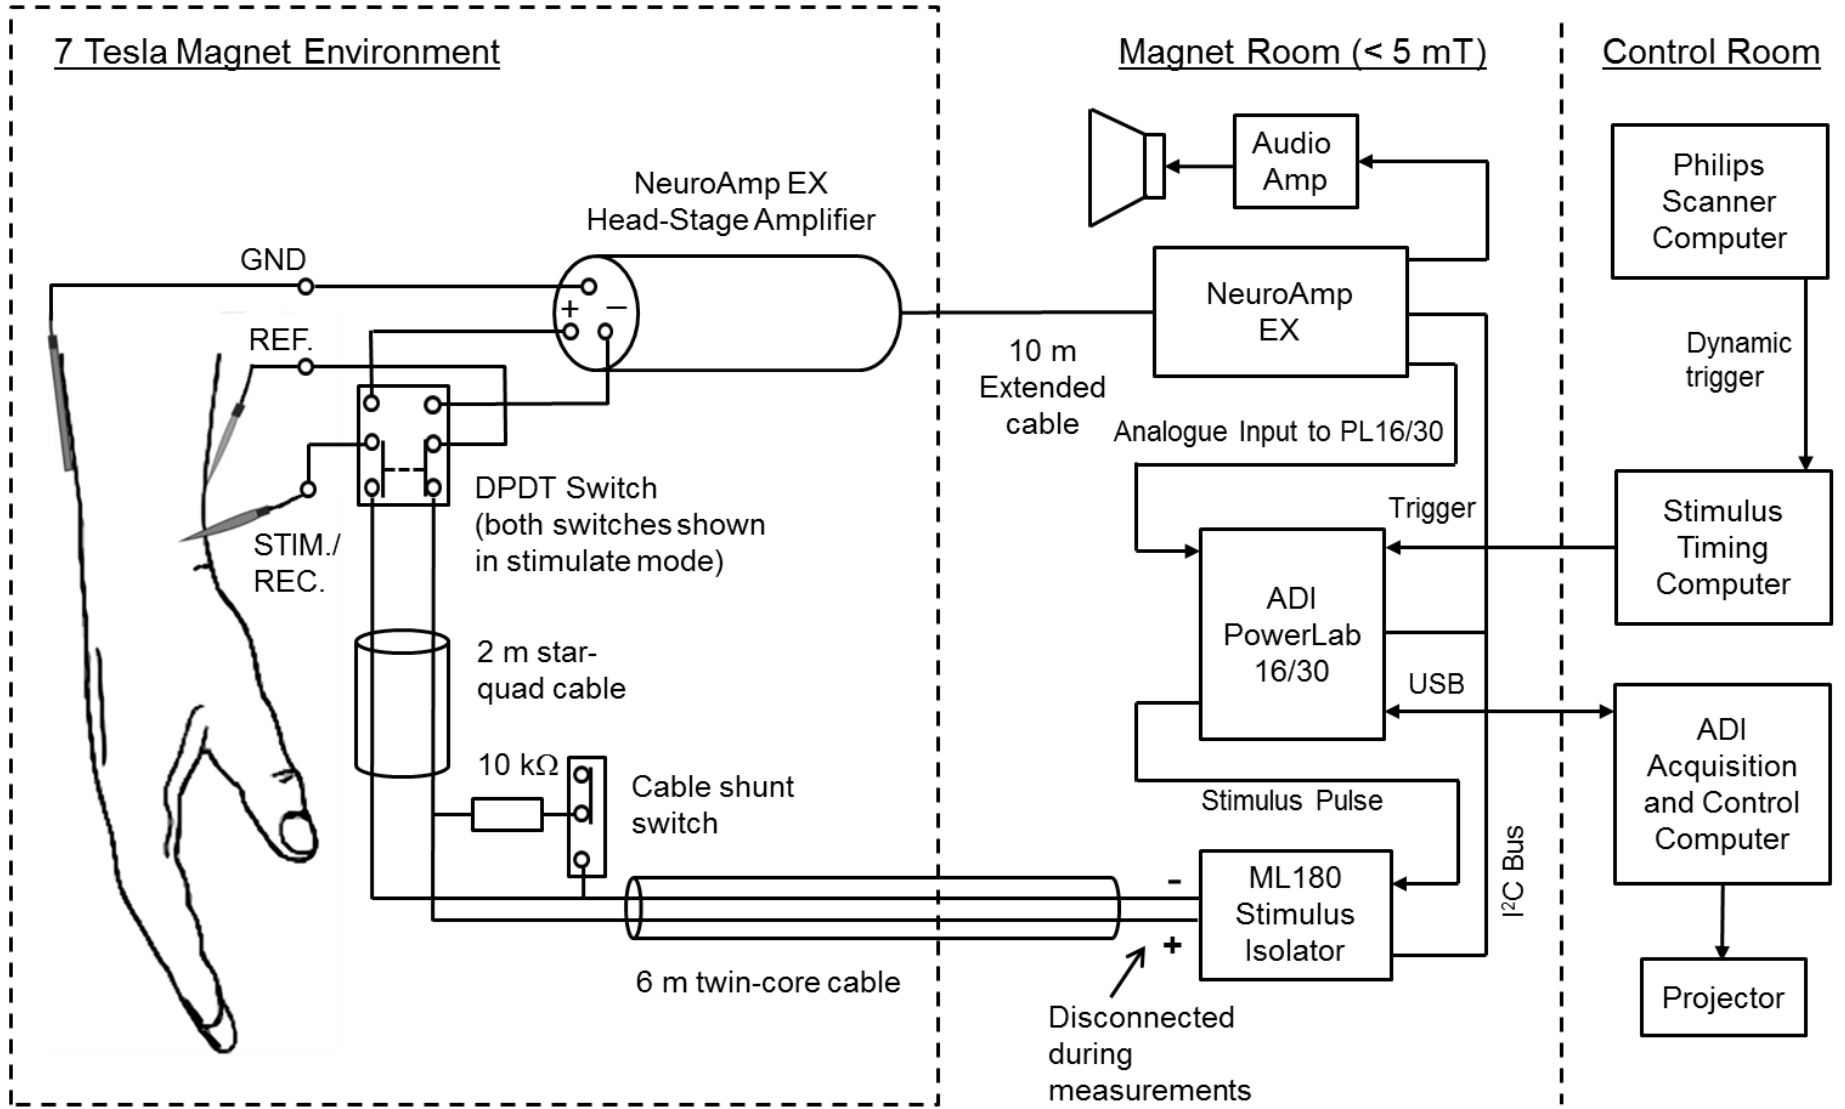 7 Tesla Magnet Environment
Magnet Room (< 5 mT)
Control Room
NeuroAmp EX
Head-Stage Amplifier
GND
+
–
REF.
STIM./
REC.
DPDT Switch
(both switches shown
in stimulate mode)
2 m star-
quad cable
10 kΩ
Cable shunt
switch
6 m twin-core cable
10 m
Extended
cable
Audio
Amp
NeuroAmp
EX
Analogue Input to PL16/30
Trigger
ADI
PowerLab
16/30
USB
Stimulus Pulse
I²C Bus
-
+
ML180
Stimulus
Isolator
Disconnected
during
measurements
Philips
Scanner
Computer
Dynamic
trigger
Stimulus
Timing
Computer
ADI
Acquisition
and Control
Computer
Projector